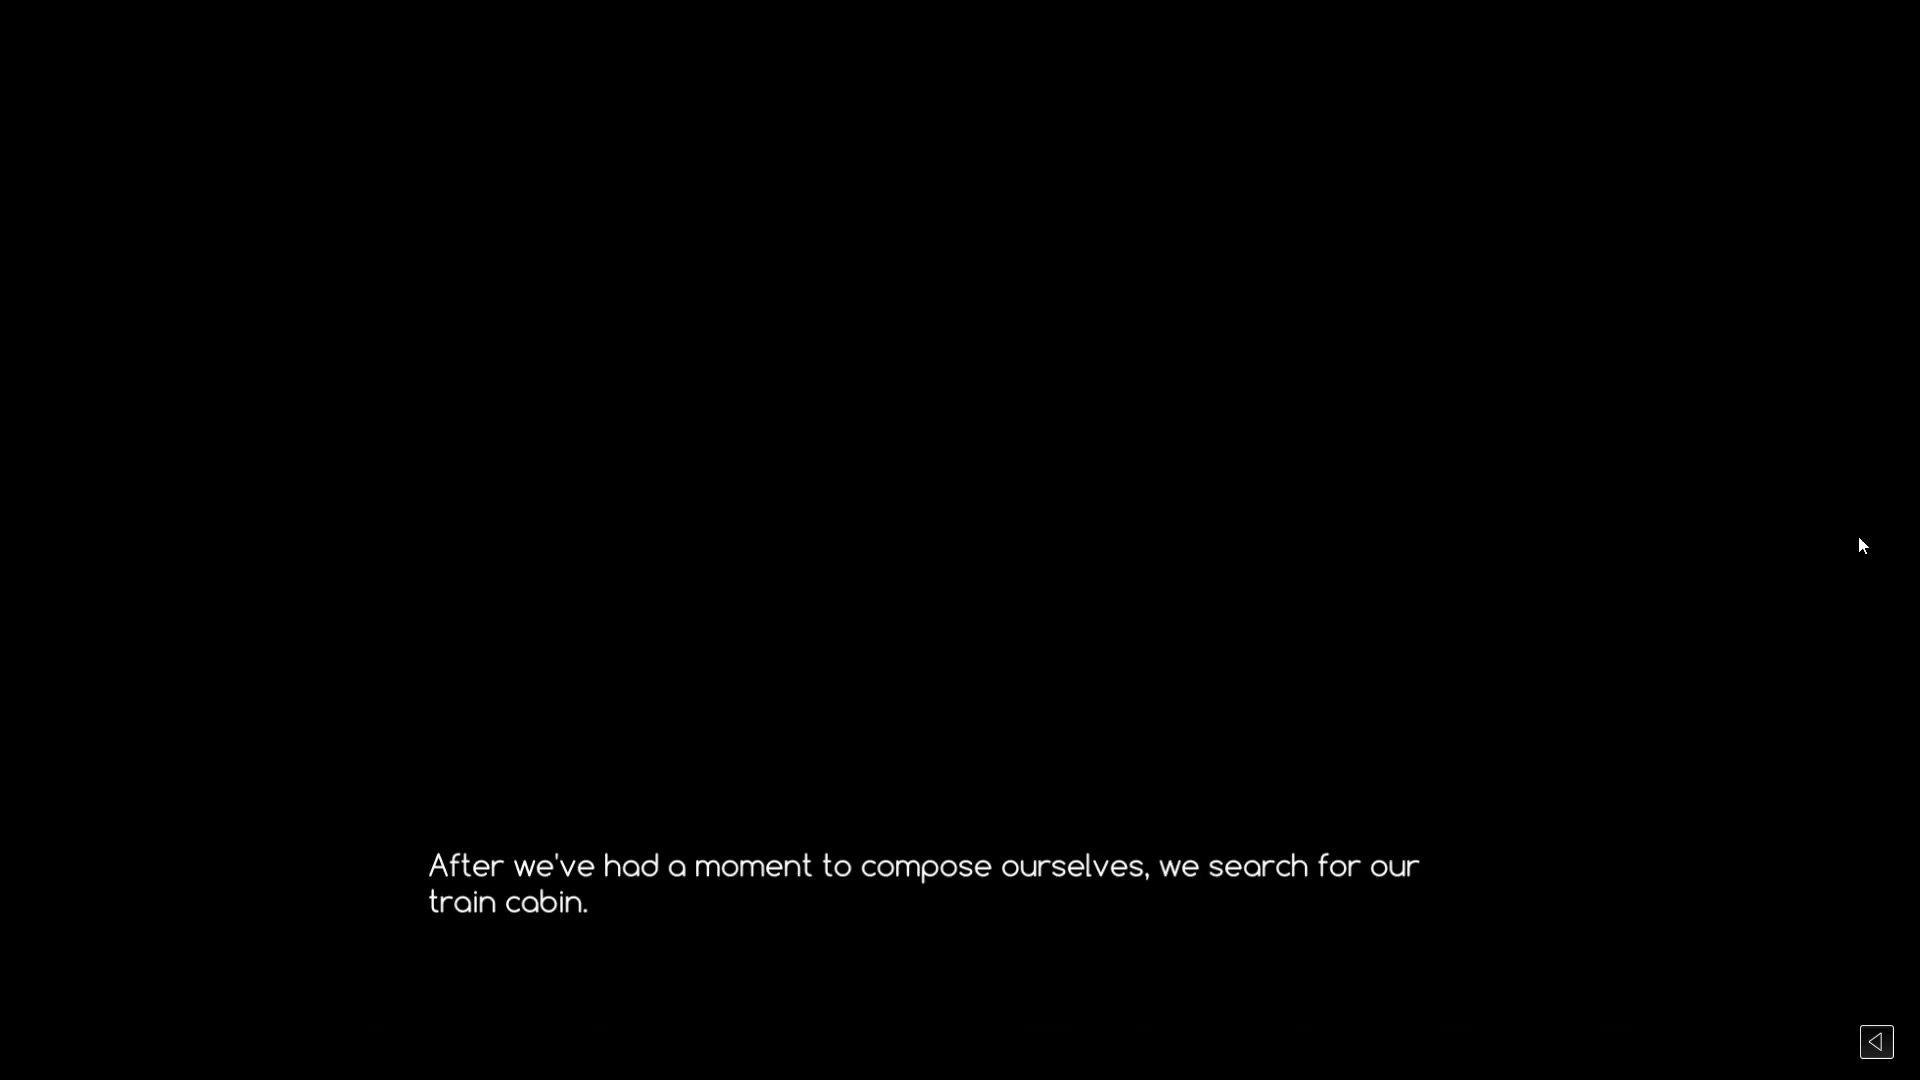 After we've had a moment to compose ourselves, we search for our
train cabin.